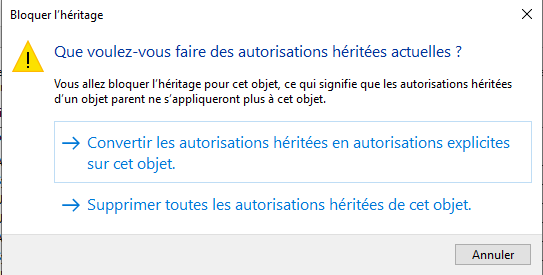 Bloquer l'héritage
Que voulez-vous faire des autorisations héritées actuelles ?
Vous allez bloquer l'héritage pour cet objet, ce qui signifie que les autorisations héritées
d'un objet parent ne s'appliqueront plus à cet objet.
Convertir les autorisations héritées en autorisations explicites
sur cet objet.
Supprimer toutes les autorisations héritées de cet objet.
Annuler